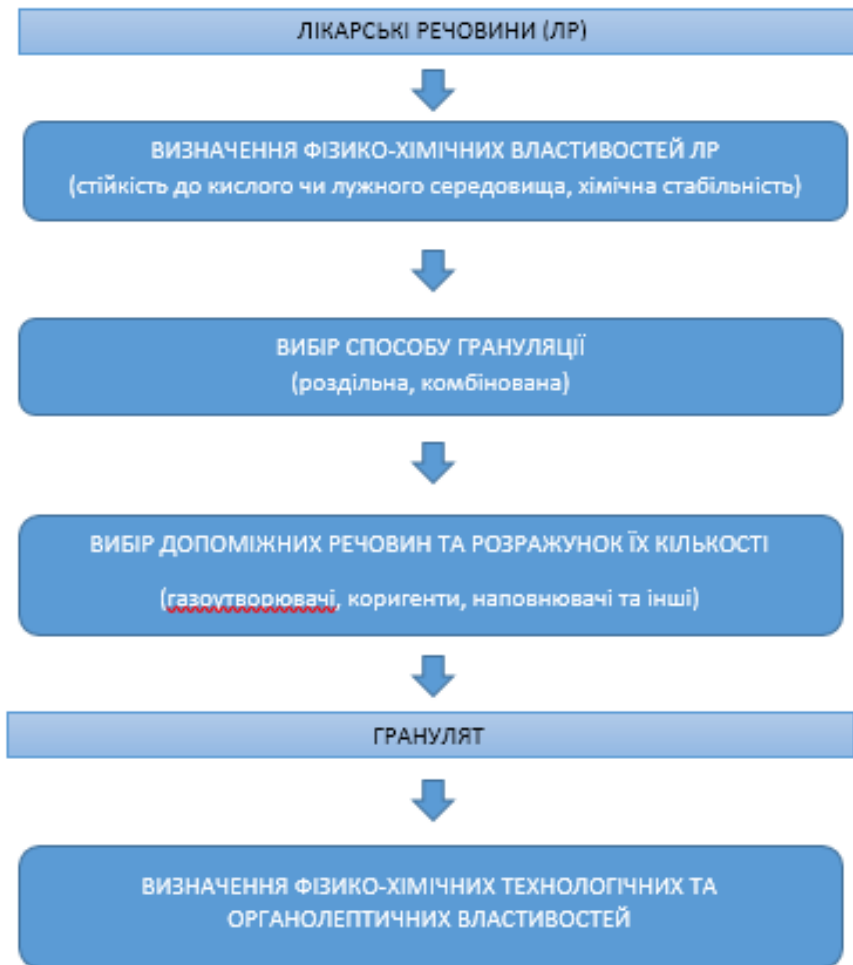 ЛІКАРСЬКІ РЕЧОВИНИ (ЛР)
ВИЗНАЧЕННЯ ФІЗИКО-ХІМІЧНИХ ВЛАСТИВОСТЕЙ ЛР
(стійкість до кислого чи лужного середовища, хімічна стабільність)
ВИБІР СПОСОБУ ГРАНУЛЯЦІЇ
(роздільна, комбінована)
ВИБІР ДОПОМІЖНИХ РЕЧОВИН ТА РОЗРАЖУНОК ЇХ КІЛЬКОСТІ
(газоутворювачі, коригенти, наповнювачі та інші)
ГРАНУЛЯТ
ВИЗНАЧЕННЯ ФІЗИКО-ХІМІЧНИХ ТЕХНОЛОГІЧНИХ ТА
ОРГАНОЛЕПТИЧНИХ ВЛАСТИВОСТЕЙ